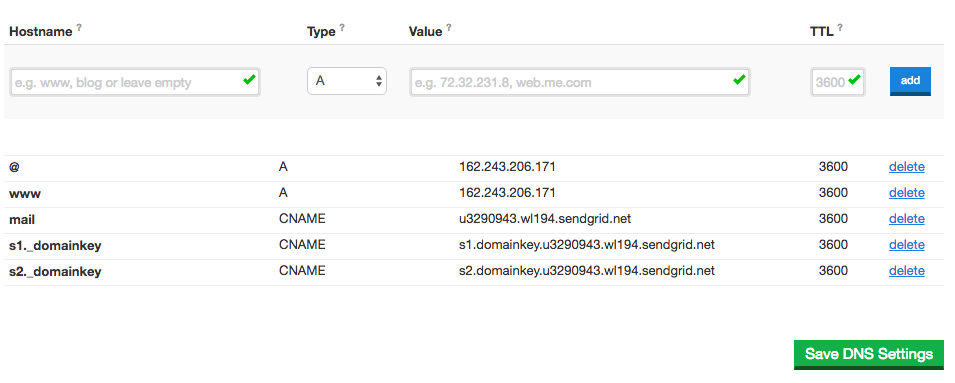 Hostname ? Type ? Value ? TTL ?
e.g. www, blog or leave empty A e.g. 72.32.231.8, web.me.com 3600 add
@ A 162.243.206.171 3600 delete
www A 162.243.206.171 3600 delete
mail CNAME u3290943.wl194.sendgrid.net 3600 delete
s1._domainkey CNAME s1.domainkey.u3290943.wl194.sendgrid.net 3600 delete
s2._domainkey CNAME s2.domainkey.u3290943.wl194.sendgrid.net 3600 delete
Save DNS Settings